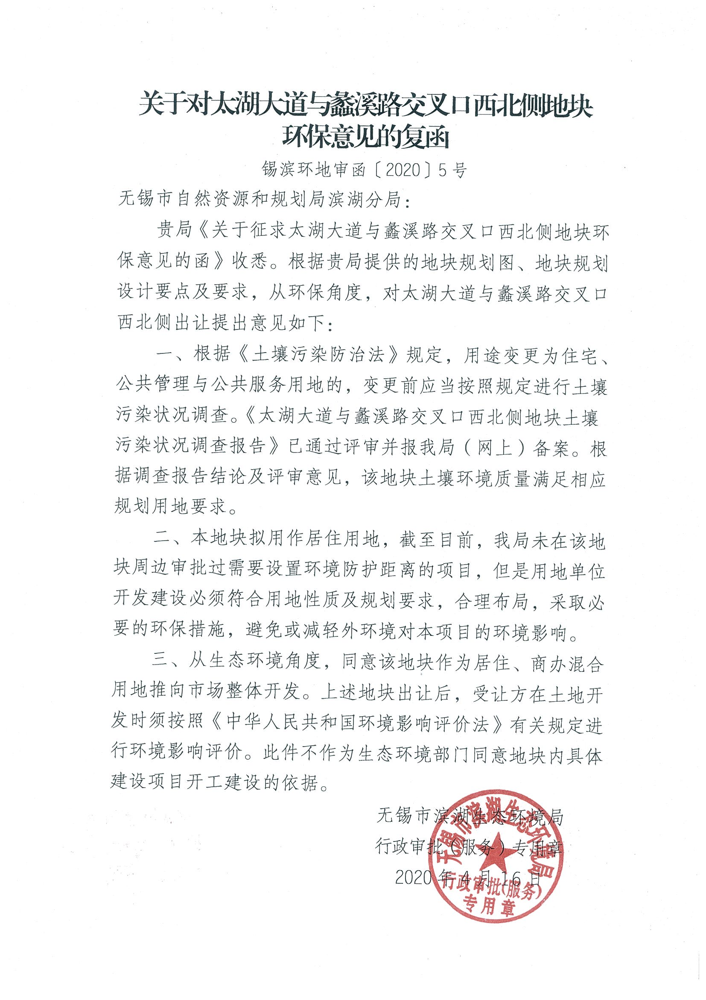 关于对太湖大道与蠡溪路交叉口西北侧地块
环保意见的复函
锡滨环地审函〔2020〕5号
无锡市自然资源和规划局滨湖分局：
贵局《关于征求太湖大道与蠡溪路交叉口西北侧地块环
保意见的函》收悉。根据贵局提供的地块规划图、地块规划
设计要点及要求，从环保角度，对太湖大道与蠡溪路交叉口
西北侧出让提出意见如下：
一、根据《土壤污染防治法》规定，用途变更为住宅、
公共管理与公共服务用地的，变更前应当按照规定进行土壤
污染状况调查。《太湖大道与蠡溪路交叉口西北侧地块土壤
污染状况调查报告》已通过评审并报我局（网上）备案。根
据调查报告结论及评审意见，该地块土壤环境质量满足相应
规划用地要求。
二、本地块拟用作居住用地，截至目前，我局未在该地
块周边审批过需要设置环境防护距离的项目，但是用地单位
开发建设必须符合用地性质及规划要求，合理布局，采取必
要的环保措施，避免或减轻外环境对本项目的环境影响。
三、从生态环境角度，同意该地块作为居住、商办混合
用地推向市场整体开发。上述地块出让后，受让方在土地开
发时须按照《中华人民共和国环境影响评价法》有关规定进
行环境影响评价。此件不作为生态环境部门同意地块内具体
建设项目开工建设的依据。
无锡市滨湖生态环境局
行政审批（服务）专用章
2020年4月16日
无锡市滨湖生态环境局
行政审批(服务)
专用章